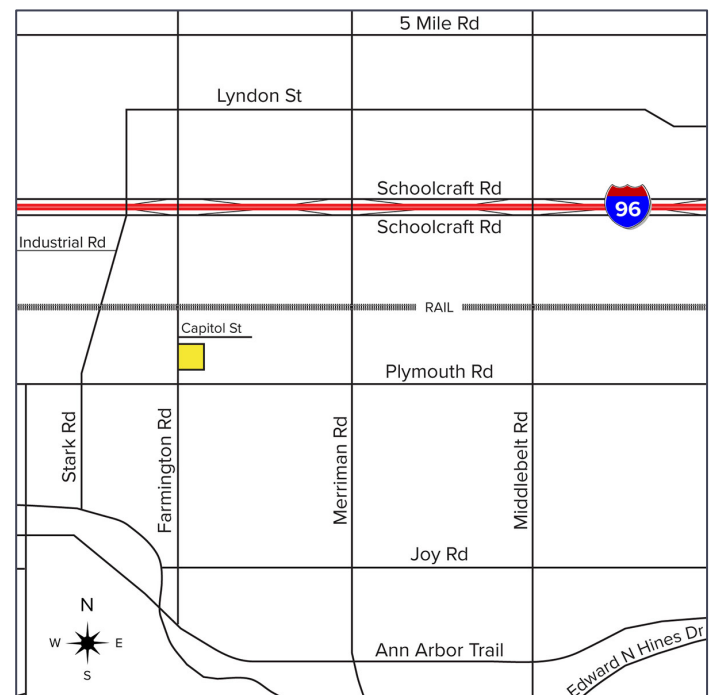 5 Mile Rd
Lyndon St
Schoolcraft Rd
96
Schoolcraft Rd
Industrial Rd
RAIL
Capitol St
Plymouth Rd
Stark Rd
Farmington Rd
Merriman Rd
Middlebelt Rd
Joy Rd
N
W E
S
Ann Arbor Trail
Edward N Hines Dr